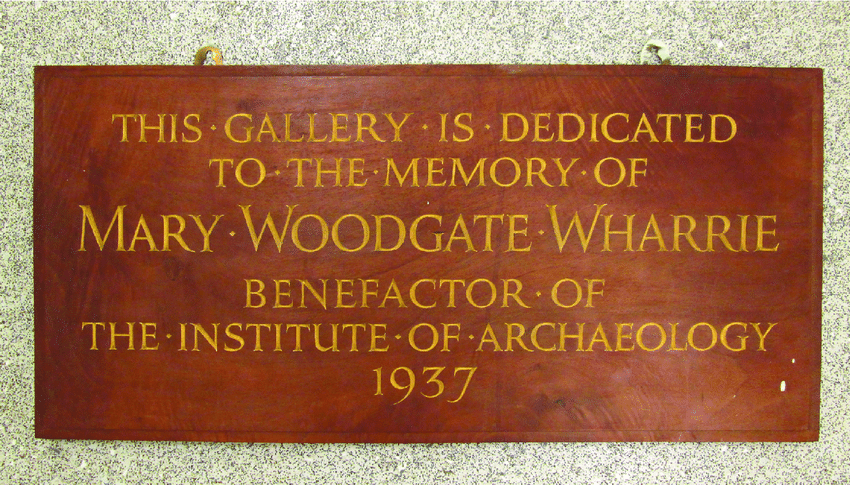 THIS · GALLERY · IS · DEDICATED
TO · THE · MEMORY · OF
MARY · WOODGATE · WHARRIE
BENEFACTOR · OF
THE · INSTITUTE · OF · ARCHAEOLOGY
1937